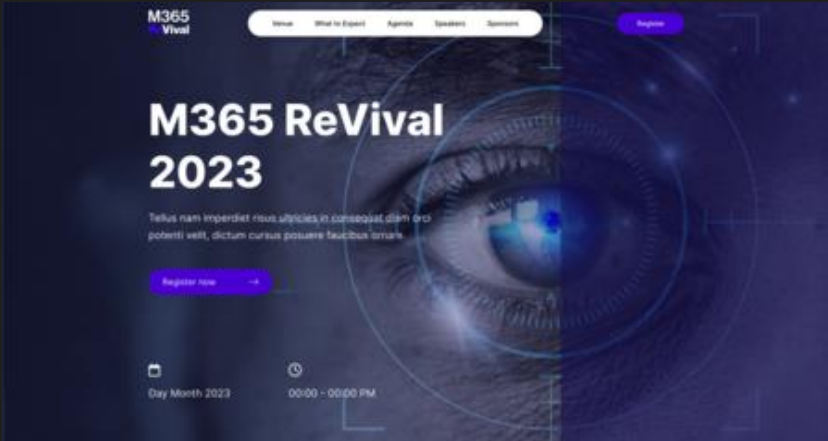 M365
Vival
Venue What to Expect Agenda Speakers Sponsors
Register
M365 ReVival
2023
Tellus nam imperdiet risus ultricies in consequat diam orci
potenti velit, dictum cursus posuere faucibus ornare.
Register now
Day Month 2023
00:00 - 00:00 PM